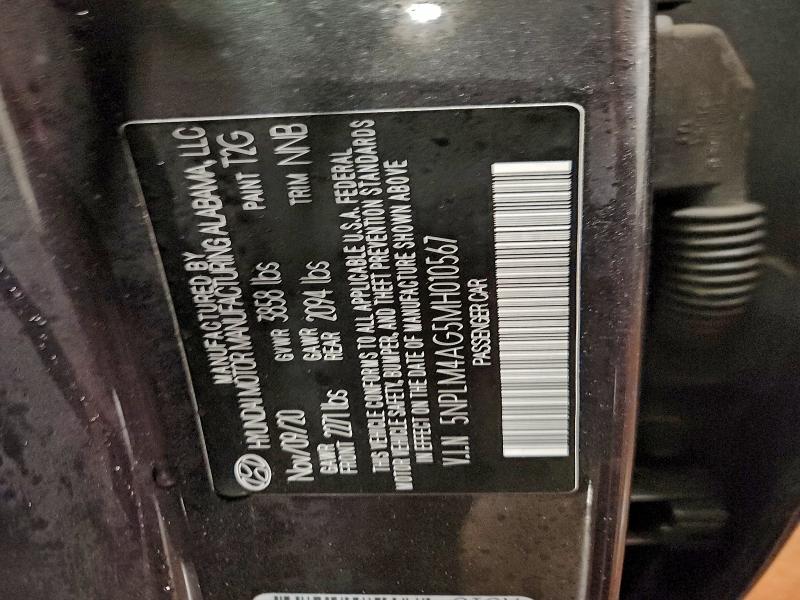 MANUFACTURED BY
HYUNDAI MOTOR MANUFACTURING ALABAMA, LLC
Nov/09/20 GVWR 3858 lbs PAINT T2G
GAWR FRONT 2271 lbs GAWR REAR 2094 lbs TRIM NNB
THIS VEHICLE CONFORMS TO ALL APPLICABLE U.S.A. FEDERAL
MOTOR VEHICLE SAFETY, BUMPER, AND THEFT PREVENTION STANDARDS
IN EFFECT ON THE DATE OF MANUFACTURE SHOWN ABOVE
V.I.N 5NPLM4AG5MH010567
PASSENGER CAR